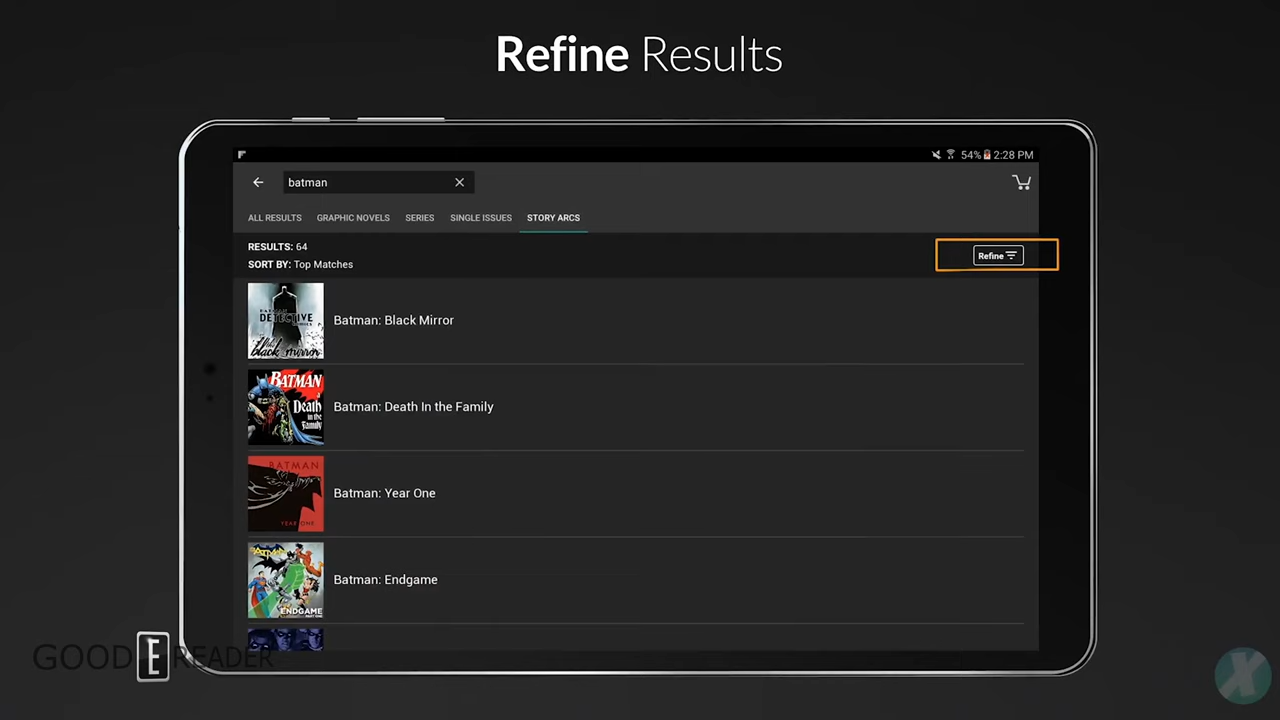 Refine Results
54% 2:28 PM
batman
ALL RESULTS GRAPHIC NOVELS SERIES SINGLE ISSUES STORY ARCS
RESULTS: 64
SORT BY: Top Matches
Refine
DETECTIVE
black mirror
Batman: Black Mirror
BATMAN
Death
in the
Family
Batman: Death In the Family
BATMAN
YEAR ONE
Batman: Year One
BATMAN
ENDGAME
Batman: Endgame
GOOD E READER
X